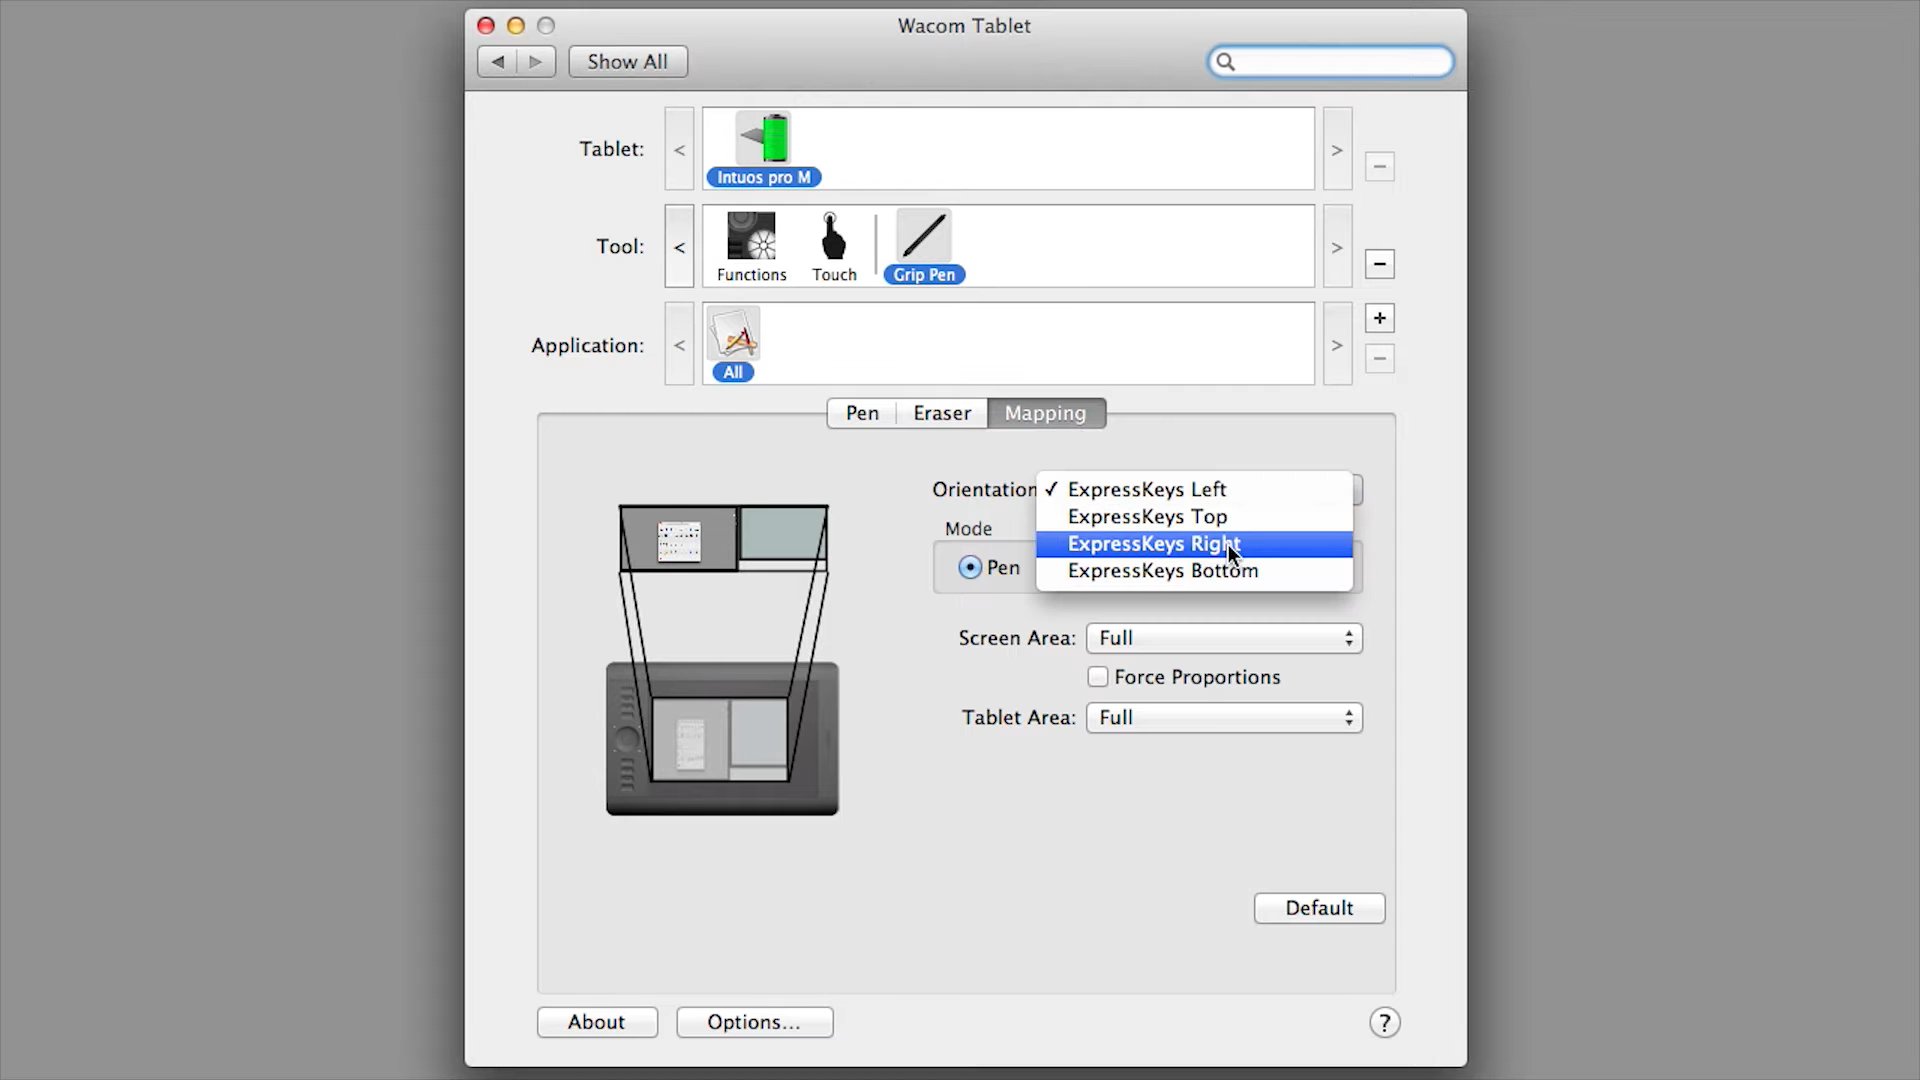 Wacom Tablet
Show All
Tablet:
Intuos pro M
Tool:
Functions
Touch
Grip Pen
Application:
All
Pen
Eraser
Mapping
Orientation
✓ ExpressKeys Left
ExpressKeys Top
ExpressKeys Right
ExpressKeys Bottom
Mode
Pen
Screen Area:
Full
Force Proportions
Tablet Area:
Full
Default
About
Options...
?